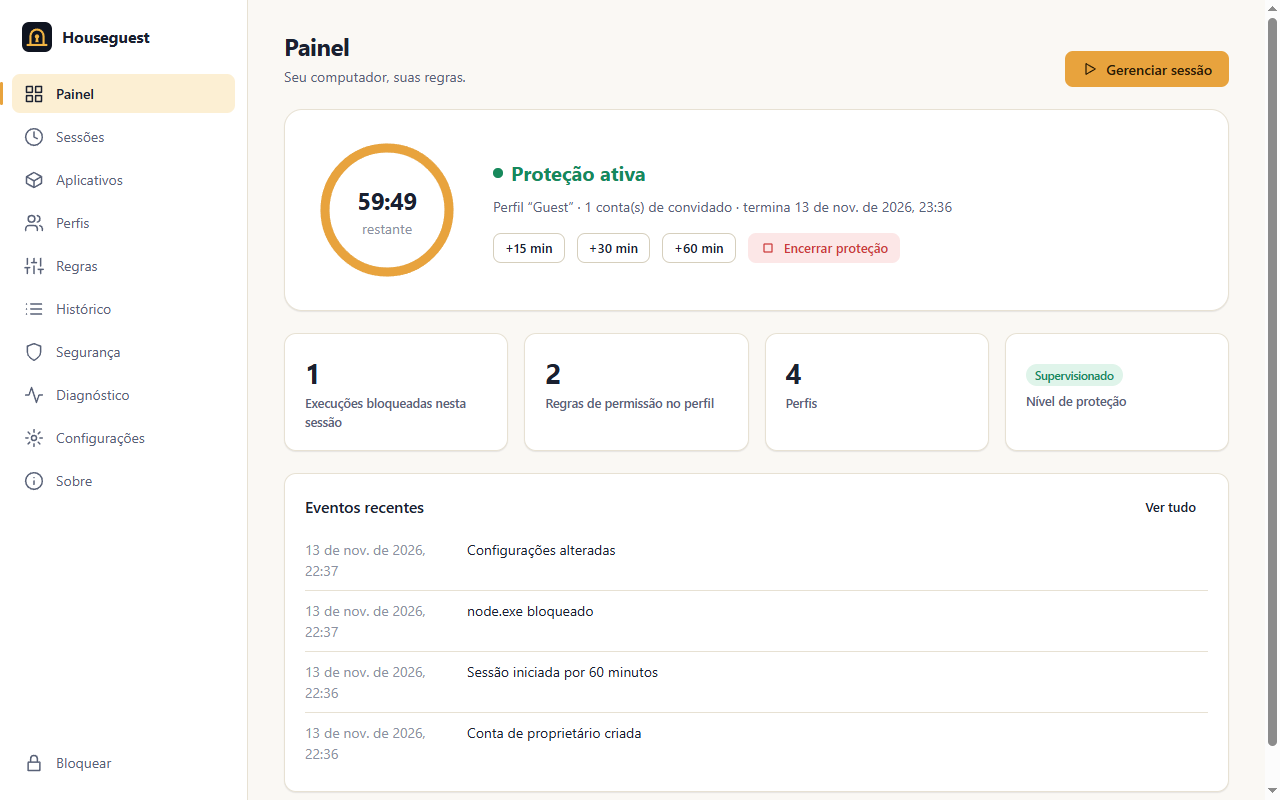 Houseguest
Painel
Sessões
Aplicativos
Perfis
Regras
Histórico
Segurança
Diagnóstico
Configurações
Sobre
Bloquear
Painel
Seu computador, suas regras.
Gerenciar sessão
59:49
restante
Proteção ativa
Perfil “Guest” · 1 conta(s) de convidado · termina 13 de nov. de 2026, 23:36
+15 min
+30 min
+60 min
Encerrar proteção
1
Execuções bloqueadas nesta
sessão
2
Regras de permissão no perfil
4
Perfis
Supervisionado
Nível de proteção
Eventos recentes
Ver tudo
13 de nov. de 2026,
22:37
Configurações alteradas
13 de nov. de 2026,
22:37
node.exe bloqueado
13 de nov. de 2026,
22:36
Sessão iniciada por 60 minutos
13 de nov. de 2026,
22:36
Conta de proprietário criada